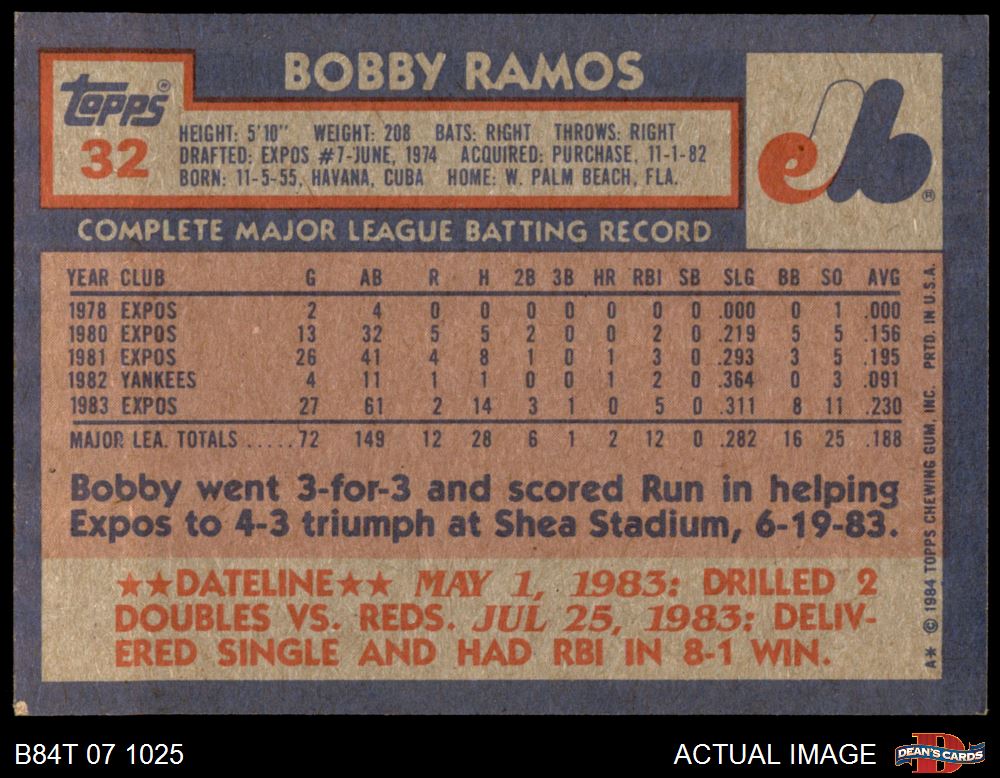 BOBBY RAMOS
Topps®
32
HEIGHT: 5'10" WEIGHT: 208 BATS: RIGHT THROWS: RIGHT
DRAFTED: EXPOS #7-JUNE, 1974 ACQUIRED: PURCHASE, 11-1-82
BORN: 11-5-55, HAVANA, CUBA HOME: W. PALM BEACH, FLA.
eb ®
COMPLETE MAJOR LEAGUE BATTING RECORD
YEAR CLUB G AB R H 2B 3B HR RBI SB SLG BB SO AVG
1978 EXPOS 2 4 0 0 0 0 0 0 0 .000 0 1 .000
1980 EXPOS 13 32 5 5 2 0 0 2 0 .219 5 5 .156
1981 EXPOS 26 41 4 8 1 0 1 3 0 .293 3 5 .195
1982 YANKEES 4 11 1 1 0 0 1 2 0 .364 0 3 .091
1983 EXPOS 27 61 2 14 3 1 0 5 0 .311 8 11 .230
MAJOR LEA. TOTALS .....72 149 12 28 6 1 2 12 0 .282 16 25 .188
Bobby went 3-for-3 and scored Run in helping
Expos to 4-3 triumph at Shea Stadium, 6-19-83.
★★DATELINE★★ MAY 1, 1983: DRILLED 2
DOUBLES VS. REDS. JUL 25, 1983: DELIV-
ERED SINGLE AND HAD RBI IN 8-1 WIN.
A* © 1984 TOPPS CHEWING GUM, INC. PRTD. IN U.S.A.
B84T 07 1025
ACTUAL IMAGE
DEAN'S CARDS